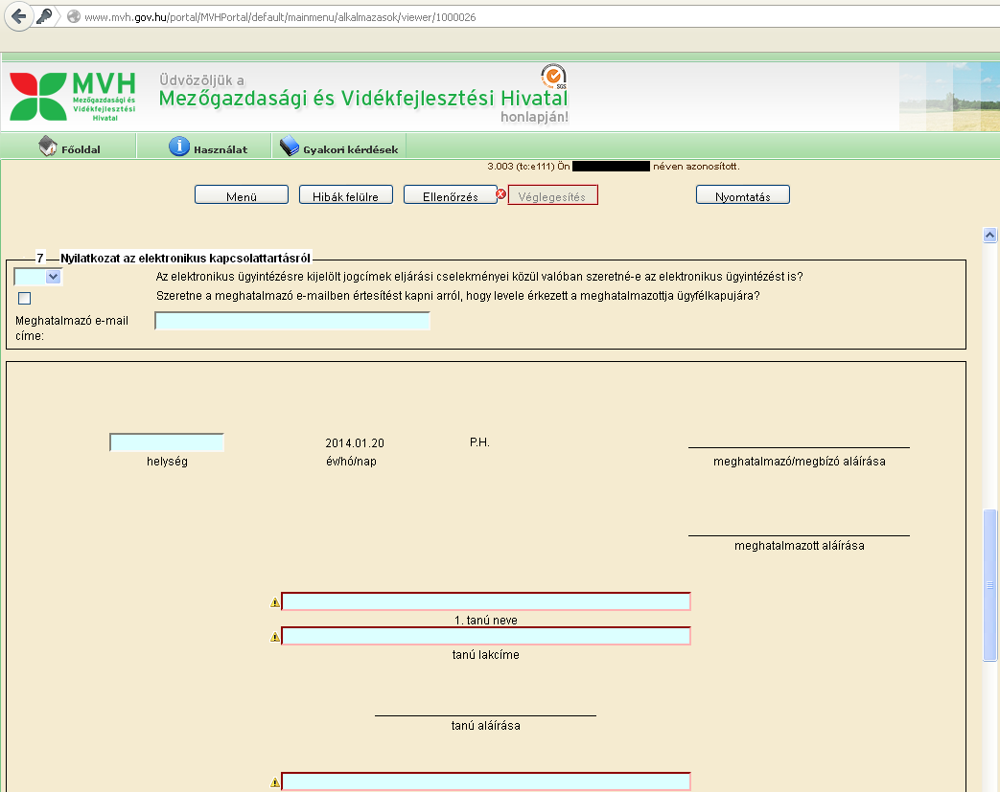 www.mvh.gov.hu/portal/MVHPortal/default/mainmenu/alkalmazasok/viewer/1000026
MVH
Mezőgazdasági és
Vidékfejlesztési
Hivatal
Üdvözöljük a
Mezőgazdasági és Vidékfejlesztési Hivatal
honlapján!
SGS
Főoldal
Használat
Gyakori kérdések
3.003 (tc:e111) Ön
néven azonosított.
Menü
Hibák felülre
Ellenőrzés
Véglegesítés
Nyomtatás
7 Nyilatkozat az elektronikus kapcsolattartásról
Az elektronikus ügyintézésre kijelölt jogcímek eljárási cselekményei közül valóban szeretné-e az elektronikus ügyintézést is?
Szeretne a meghatalmazó e-mailben értesítést kapni arról, hogy levele érkezett a meghatalmazottja ügyfélkapujára?
Meghatalmazó e-mail
címe:
2014.01.20
P.H.
helység
év/hó/nap
meghatalmazó/megbízó aláírása
meghatalmazott aláírása
1. tanú neve
tanú lakcíme
tanú aláírása